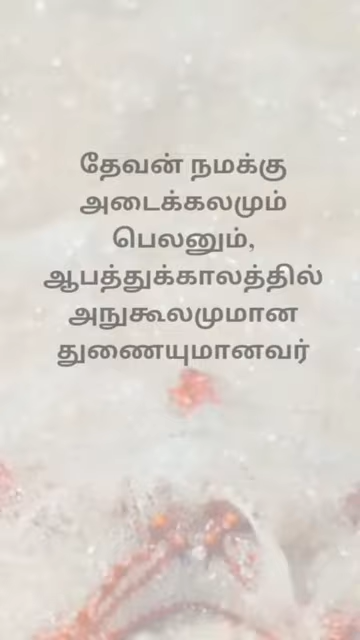 தேவன் நமக்கு
அடைக்கலமும்
பெலனும்,
ஆபத்துக்காலத்தில்
அநுகூலமுமான
துணையுமானவர்